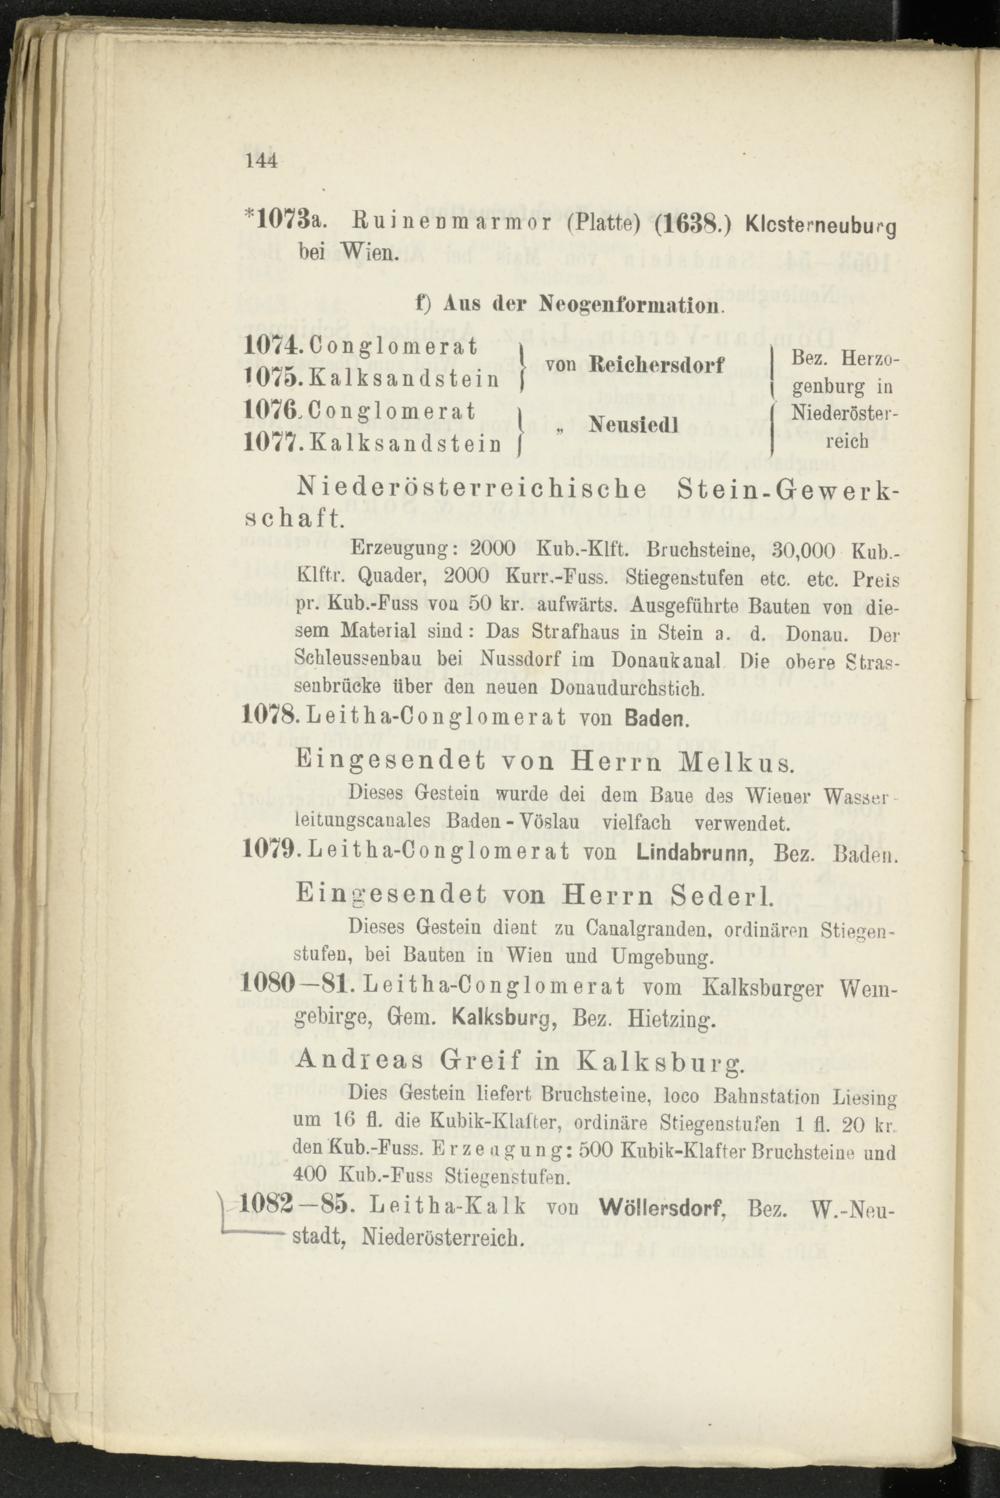 144
*1073a. Ruinenmarmor (Platte) (1638.) Klosterneuburg
bei Wien.
f) Aus der Neogenformation.
1074. Conglomerat
1075. Kalksandstein
von Reichersdorf
1076. Conglomerat
1077. Kalksandstein
„ Neusiedl
Bez. Herzo-
genburg in
Niederöster-
reich
Niederösterreichische Stein-Gewerk-
schaft.
Erzeugung: 2000 Kub.-Klft. Bruchsteine, 30,000 Kub.-
Klftr. Quader, 2000 Kurr.-Fuss. Stiegenstufen etc. etc. Preis
pr. Kub.-Fuss von 50 kr. aufwärts. Ausgeführte Bauten von die-
sem Material sind: Das Strafhaus in Stein a. d. Donau. Der
Schleussenbau bei Nussdorf im Donaukanal Die obere Stras-
senbrücke über den neuen Donaudurchstich.
1078. Leitha-Conglomerat von Baden.
Eingesendet von Herrn Melkus.
Dieses Gestein wurde dei dem Baue des Wiener Wasser-
leitungscanales Baden-Vöslau vielfach verwendet.
1079. Leitha-Conglomerat von Lindabrunn, Bez. Baden.
Eingesendet von Herrn Sederl.
Dieses Gestein dient zu Canalgranden, ordinären Stiegen-
stufen, bei Bauten in Wien und Umgebung.
1080—81. Leitha-Conglomerat vom Kalksburger Wein-
gebirge, Gem. Kalksburg, Bez. Hietzing.
Andreas Greif in Kalksburg.
Dies Gestein liefert Bruchsteine, loco Bahnstation Liesing
um 16 fl. die Kubik-Klafter, ordinäre Stiegenstufen 1 fl. 20 kr.
den Kub.-Fuss. Erzeugung: 500 Kubik-Klafter Bruchsteine und
400 Kub.-Fuss Stiegenstufen.
1082—85. Leitha-Kalk von Wöllersdorf, Bez. W.-Neu-
stadt, Niederösterreich.